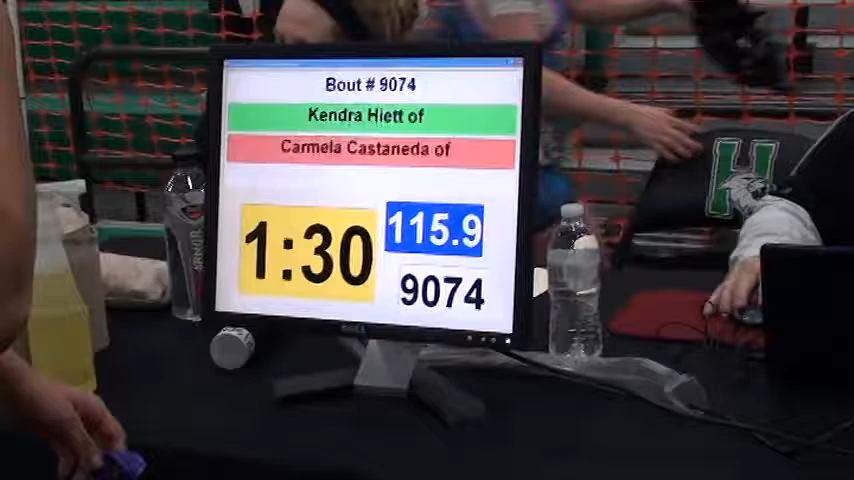 Bout # 9074
Kendra Hiett of
Carmela Castaneda of
1:30
115.9
9074
DELL
H